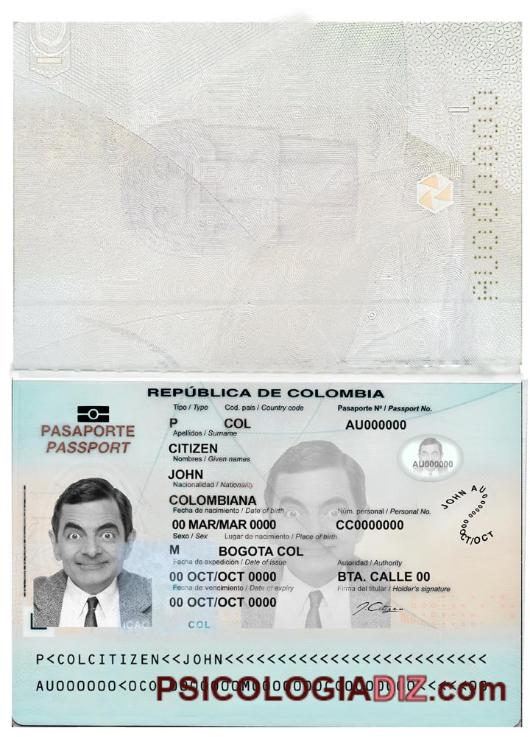 AU000000
REPÚBLICA DE COLOMBIA
PASAPORTE
PASSPORT
Tipo / Type Cod. país / Country code Pasaporte Nº / Passport No.
P COL AU000000
Apellidos / Surname
CITIZEN
Nombres / Given names
JOHN
Nacionalidad / Nationality
COLOMBIANA
Fecha de nacimiento / Date of birth Núm. personal / Personal No.
00 MAR/MAR 0000 CC0000000
Sexo / Sex Lugar de nacimiento / Place of birth
M BOGOTA COL
Fecha de expedición / Date of issue Autoridad / Authority
00 OCT/OCT 0000 BTA. CALLE 00
Fecha de vencimiento / Date of expiry Firma del titular / Holder's signature
00 OCT/OCT 0000
J. Citizen
COL
AU000000
JOHN AU
OCT/OCT
P<COLCITIZEN<<JOHN<<<<<<<<<<<<<<<<<<<<<<<<<
PSICOLOGIADIZ.com